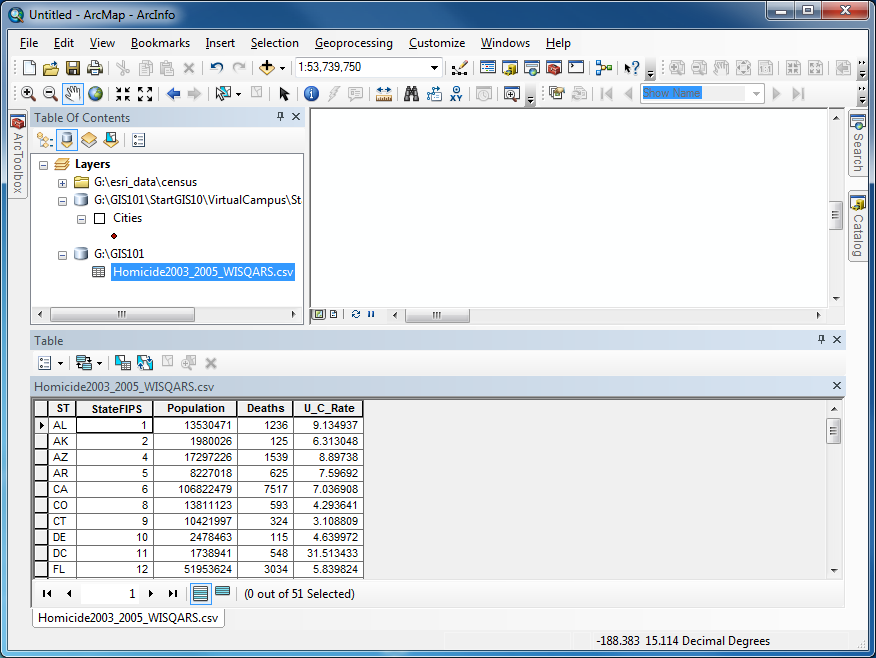 Untitled - ArcMap - ArcInfo
File Edit View Bookmarks Insert Selection Geoprocessing Customize Windows Help
1:53,739,750
Show Name
ArcToolbox
Table Of Contents
Layers
G:\esri_data\census
G:\GIS101\StartGIS10\VirtualCampus\St
Cities
G:\GIS101
Homicide2003_2005_WISQARS.csv
Search
Catalog
Table
Homicide2003_2005_WISQARS.csv
ST StateFIPS Population Deaths U_C_Rate
AL 1 13530471 1236 9.134937
AK 2 1980026 125 6.313048
AZ 4 17297226 1539 8.89738
AR 5 8227018 625 7.59692
CA 6 106822479 7517 7.036908
CO 8 13811123 593 4.293641
CT 9 10421997 324 3.108809
DE 10 2478463 115 4.639972
DC 11 1738941 548 31.513433
FL 12 51953624 3034 5.839824
1 (0 out of 51 Selected)
Homicide2003_2005_WISQARS.csv
-188.383 15.114 Decimal Degrees